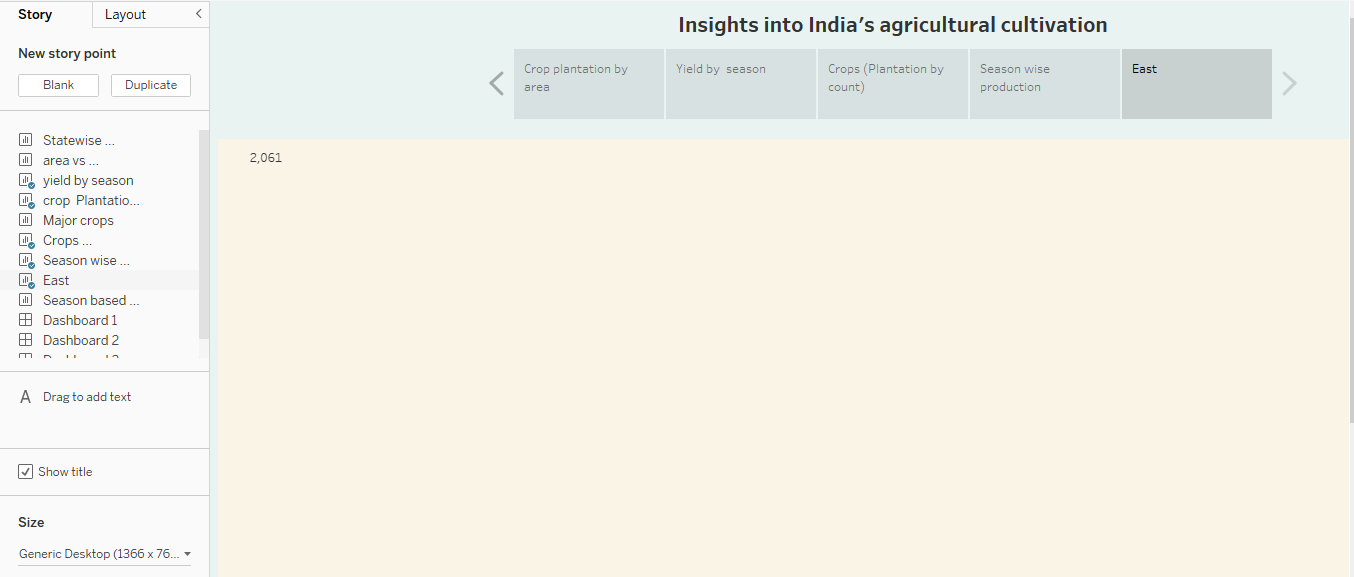 Story
Layout
New story point
Blank
Duplicate
Statewise ...
area vs ...
yield by season
crop Plantatio...
Major crops
Crops ...
Season wise ...
East
Season based ...
Dashboard 1
Dashboard 2
A Drag to add text
Show title
Size
Generic Desktop (1366 x 76...
Insights into India's agricultural cultivation
Crop plantation by
area
Yield by season
Crops (Plantation by
count)
Season wise
production
East
2,061